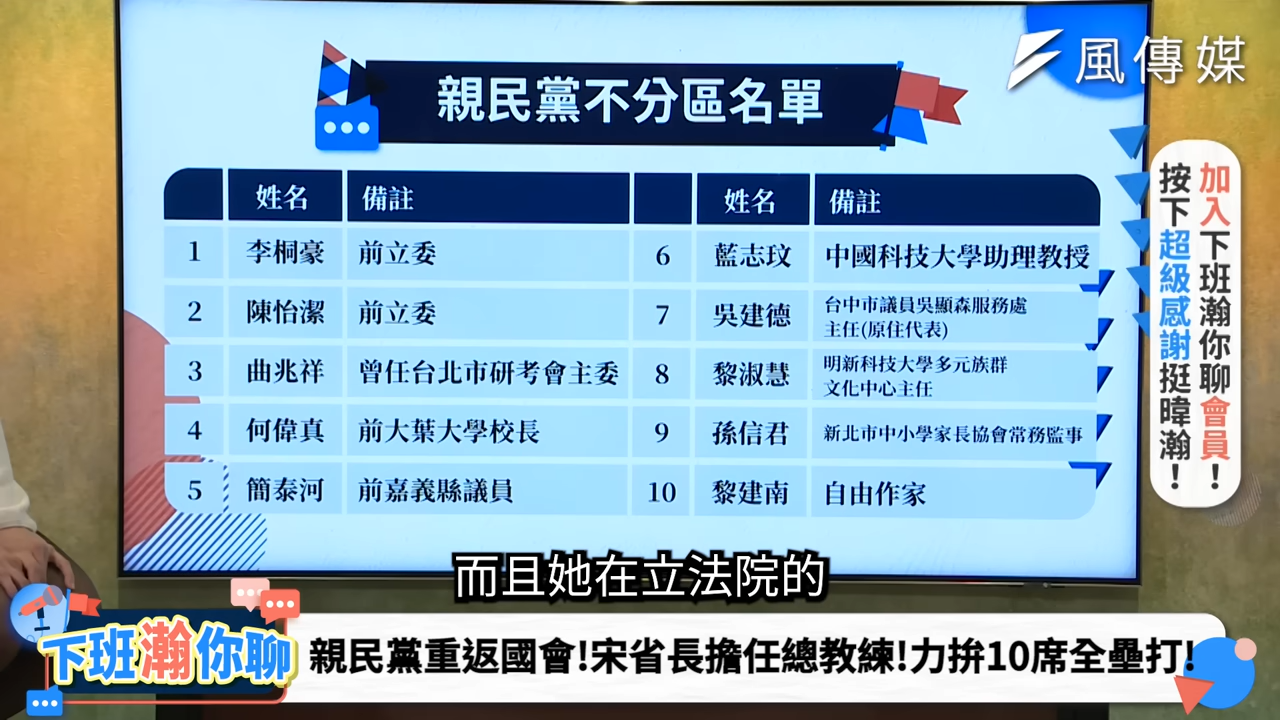 風傳媒
親民黨不分區名單
姓名 備註
1 李桐豪 前立委
2 陳怡潔 前立委
3 曲兆祥 曾任台北市研考會主委
4 何偉真 前大葉大學校長
5 簡泰河 前嘉義縣議員
姓名 備註
6 藍志玟 中國科技大學助理教授
7 吳建德 台中市議員吳顯森服務處
主任(原住代表)
8 黎淑慧 明新科技大學多元族群
文化中心主任
9 孫信君 新北市中小學家長協會常務監事
10 黎建南 自由作家
加入下班瀚你聊會員!
按下超級感謝挺暐瀚!
而且她在立法院的
下班瀚你聊
親民黨重返國會!宋省長擔任總教練!力拚10席全壘打!